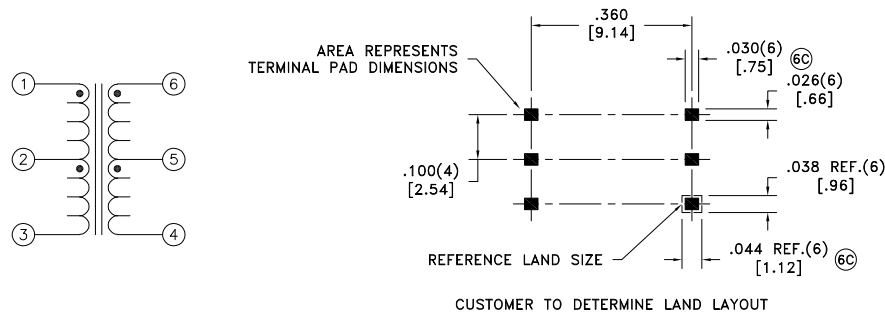 .360
[9.14]
AREA REPRESENTS
TERMINAL PAD DIMENSIONS
.030(6) 6C
[.75]
.026(6)
[.66]
1
6
2
5
3
4
.100(4)
[2.54]
.038 REF.(6)
[.96]
REFERENCE LAND SIZE
.044 REF.(6) 6C
[1.12]
CUSTOMER TO DETERMINE LAND LAYOUT